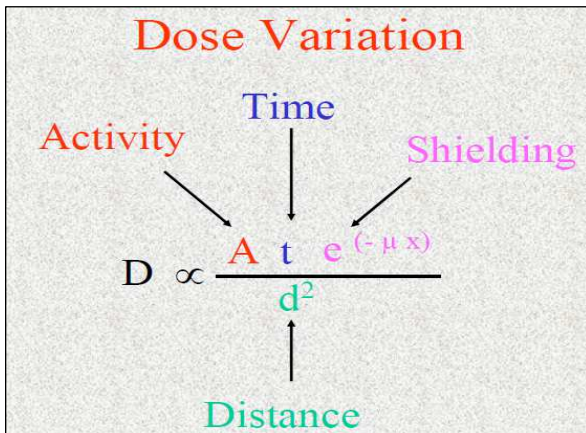 Dose Variation
Time
Activity
Shielding
A t e (- μ x)
D ∝
d²
Distance